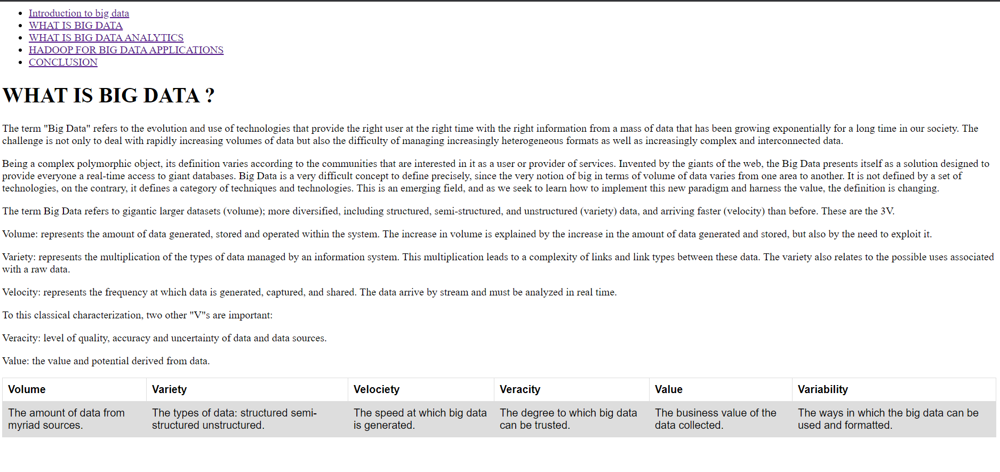 Introduction to big data
WHAT IS BIG DATA
WHAT IS BIG DATA ANALYTICS
HADOOP FOR BIG DATA APPLICATIONS
CONCLUSION
WHAT IS BIG DATA ?
The term "Big Data" refers to the evolution and use of technologies that provide the right user at the right time with the right information from a mass of data that has been growing exponentially for a long time in our society. The
challenge is not only to deal with rapidly increasing volumes of data but also the difficulty of managing increasingly heterogeneous formats as well as increasingly complex and interconnected data.
Being a complex polymorphic object, its definition varies according to the communities that are interested in it as a user or provider of services. Invented by the giants of the web, the Big Data presents itself as a solution designed to
provide everyone a real-time access to giant databases. Big Data is a very difficult concept to define precisely, since the very notion of big in terms of volume of data varies from one area to another. It is not defined by a set of
technologies, on the contrary, it defines a category of techniques and technologies. This is an emerging field, and as we seek to learn how to implement this new paradigm and harness the value, the definition is changing.
The term Big Data refers to gigantic larger datasets (volume); more diversified, including structured, semi-structured, and unstructured (variety) data, and arriving faster (velocity) than before. These are the 3V.
Volume: represents the amount of data generated, stored and operated within the system. The increase in volume is explained by the increase in the amount of data generated and stored, but also by the need to exploit it.
Variety: represents the multiplication of the types of data managed by an information system. This multiplication leads to a complexity of links and link types between these data. The variety also relates to the possible uses associated
with a raw data.
Velocity: represents the frequency at which data is generated, captured, and shared. The data arrive by stream and must be analyzed in real time.
To this classical characterization, two other "V"s are important:
Veracity: level of quality, accuracy and uncertainty of data and data sources.
Value: the value and potential derived from data.
Volume Variety Velociety Veracity Value Variability
The amount of data from The types of data: structured semi- The speed at which big data The degree to which big data The business value of the The ways in which the big data can be
myriad sources. structured unstructured. is generated. can be trusted. data collected. used and formatted.